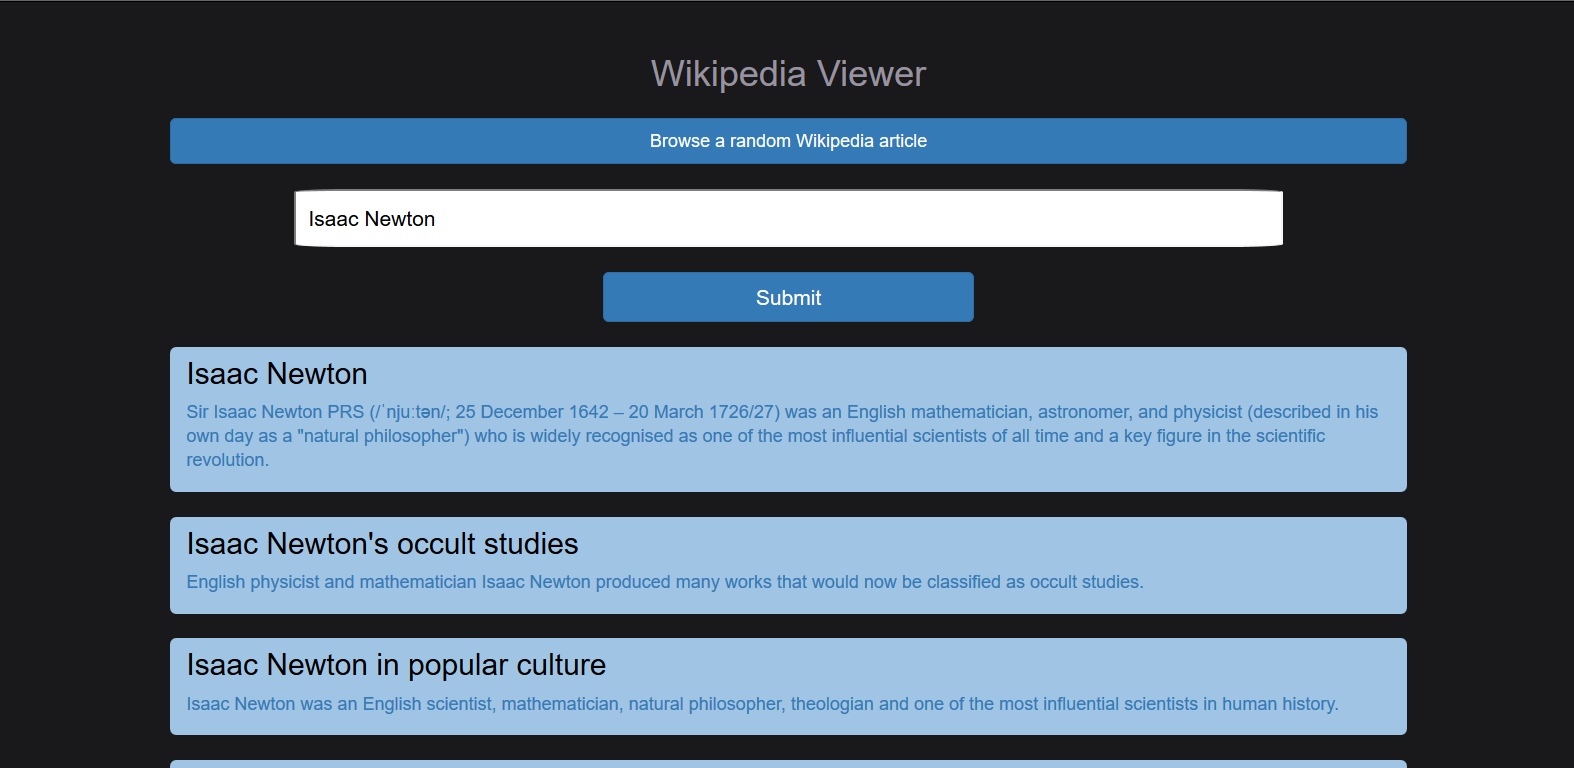 Wikipedia Viewer
Browse a random Wikipedia article
Isaac Newton
Submit
Isaac Newton
Sir Isaac Newton PRS (/ˈnjuːtən/; 25 December 1642 – 20 March 1726/27) was an English mathematician, astronomer, and physicist (described in his
own day as a "natural philosopher") who is widely recognised as one of the most influential scientists of all time and a key figure in the scientific
revolution.
Isaac Newton's occult studies
English physicist and mathematician Isaac Newton produced many works that would now be classified as occult studies.
Isaac Newton in popular culture
Isaac Newton was an English scientist, mathematician, natural philosopher, theologian and one of the most influential scientists in human history.